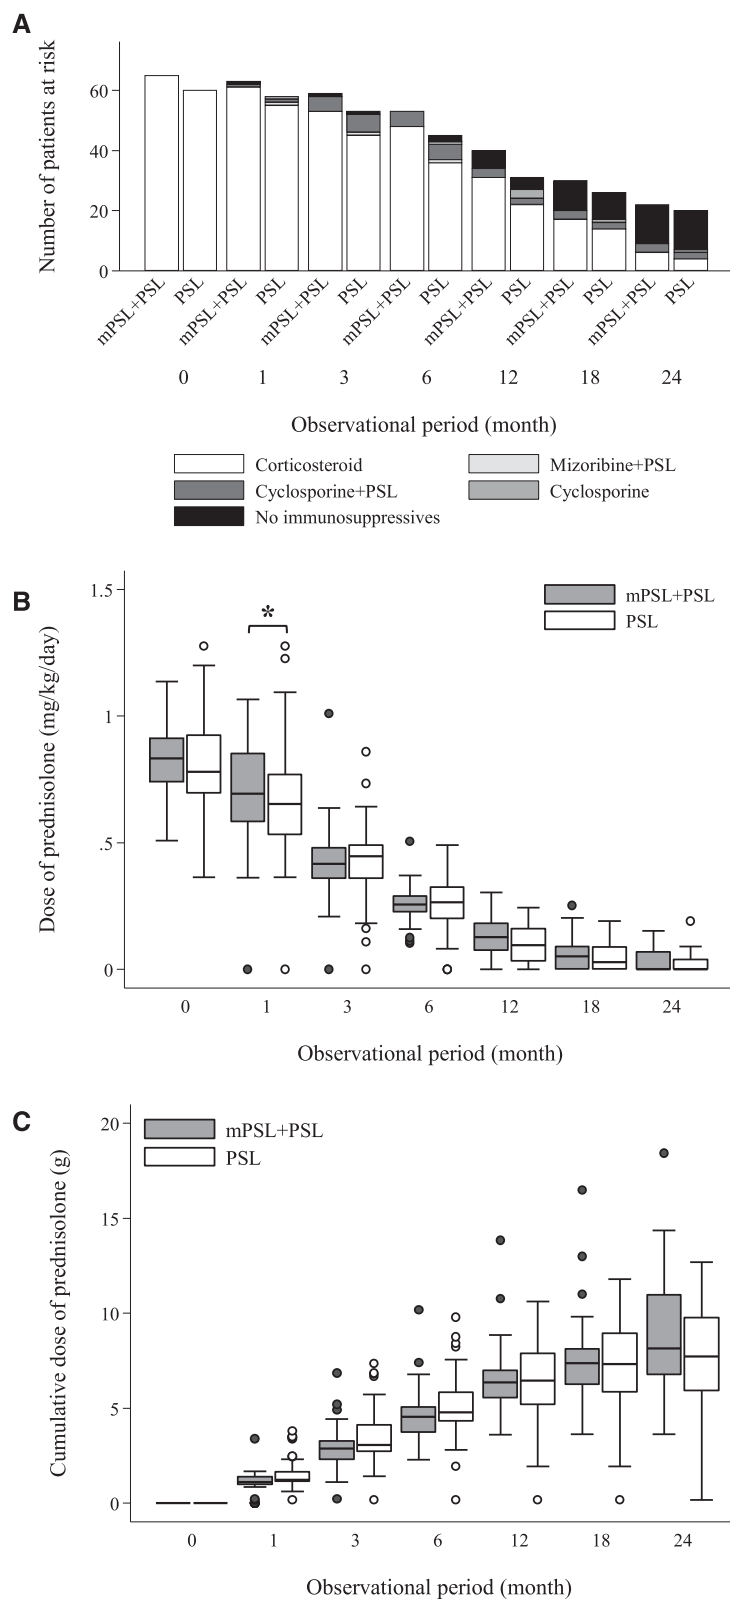 A
Number of patients at risk
60
40
20
0
mPSL+PSL PSL mPSL+PSL PSL mPSL+PSL PSL mPSL+PSL PSL mPSL+PSL PSL mPSL+PSL PSL mPSL+PSL PSL
0 1 3 6 12 18 24
Observational period (month)
Corticosteroid Mizoribine+PSL
Cyclosporine+PSL Cyclosporine
No immunosuppressives
B
Dose of prednisolone (mg/kg/day)
1.5
1
.5
0
*
mPSL+PSL
PSL
0 1 3 6 12 18 24
Observational period (month)
C
Cumulative dose of prednisolone (g)
20
15
10
5
0
mPSL+PSL
PSL
0 1 3 6 12 18 24
Observational period (month)